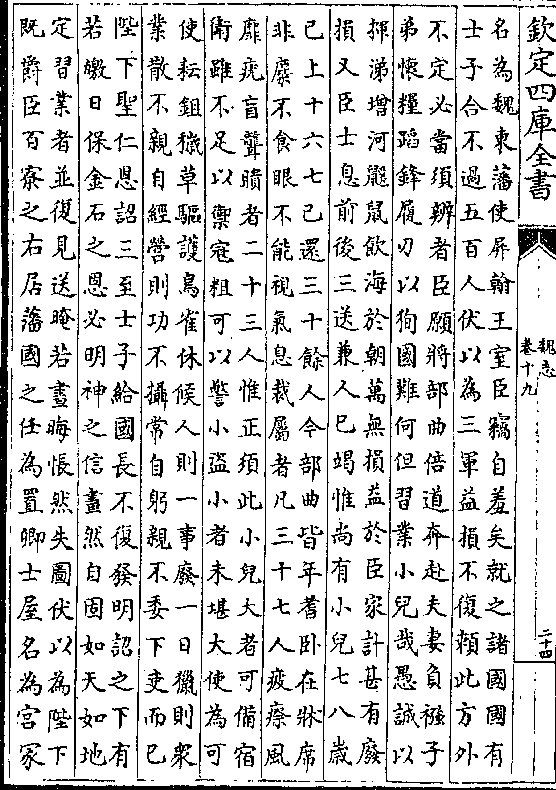 欽定四庫全書
魏志
卷十九
二十四
名為魏東藩使屏翰王室臣竊自羞矣就之諸國國有
士子合不過五百人伏以為三軍益損不復頼此方外
不定必當須辨者臣願將部曲倍道奔赴夫妻負襁子
弟懷糧蹈鋒履刃以狥國難何但習業小兒哉愚誠以
揮涕増河鼷鼠飲海於朝萬無損益於臣家計甚有廢
損又臣士息前後三送兼人已竭惟尚有小兒七八歲
已上十六七已還三十餘人今部曲皆年耆卧在牀席
非麋不食眼不能視氣息裁屬者凡三十七人疲瘵風
靡疣盲聾聵者二十三人惟正須此小兒大者可備宿
衛雖不足以禦寇粗可以警小盜小者未堪大使為可
使耘鉏穢草驅護鳥雀休候人則一事廢一日獵則衆
業散不親自經營則功不攝常自躬親不委下吏而已
陛下聖仁恩詔三至士子給國長不復發明詔之下有
若皦日保金石之恩必明神之信畫然自固如天如地
定習業者並復見送晻若晝晦悵然失圖伏以為陛下
既爵臣百寮之右居藩國之任為置卿士屋名為宮冢